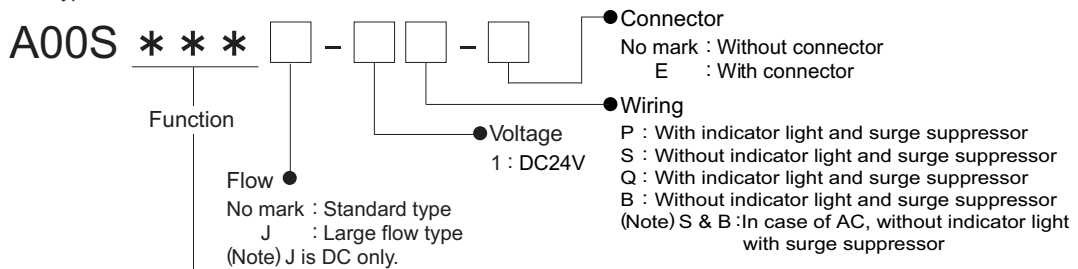 A00S * * * □ - □ □ - □
Connector
No mark : Without connector
E : With connector
Wiring
P : With indicator light and surge suppressor
S : Without indicator light and surge suppressor
Q : With indicator light and surge suppressor
B : Without indicator light and surge suppressor
(Note) S & B : In case of AC, without indicator light
with surge suppressor
Voltage
1 : DC24V
Function
Flow
No mark : Standard type
J : Large flow type
(Note) J is DC only.